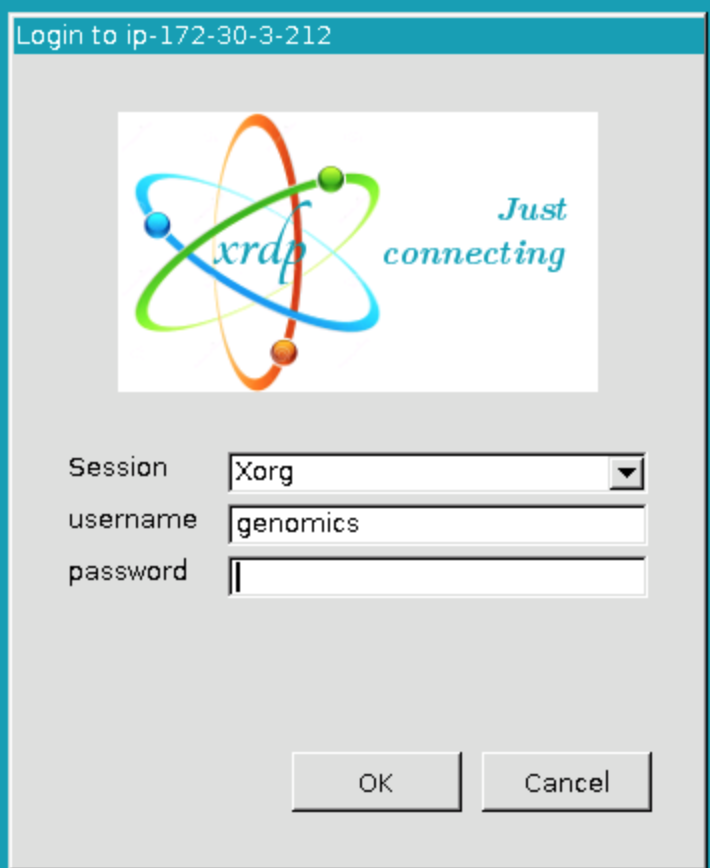 Login to ip-172-30-3-212
xrdp
Just
connecting
Session Xorg
username genomics
password
OK Cancel